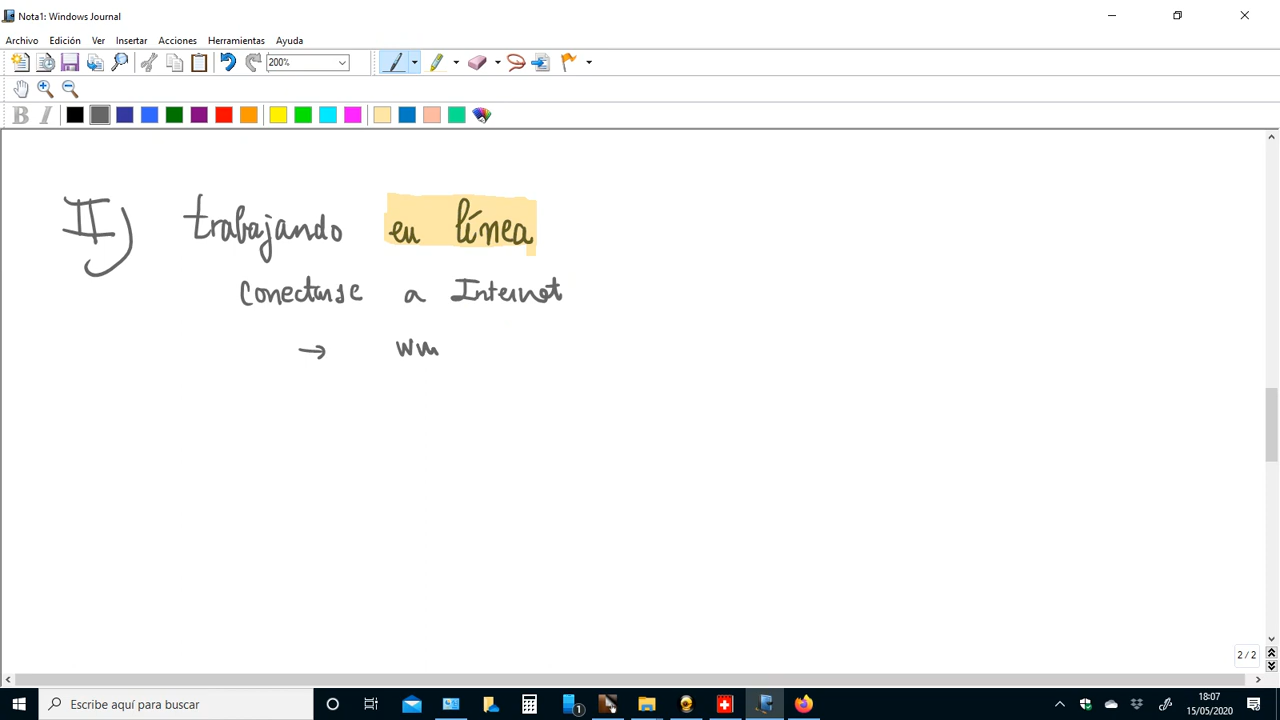 Nota1: Windows Journal
Archivo Edición Ver Insertar Acciones Herramientas Ayuda
200%
B I
II) trabajando en línea
Conectarse a Internet
→
2 / 2
Escribe aquí para buscar
1
18:07
15/05/2020